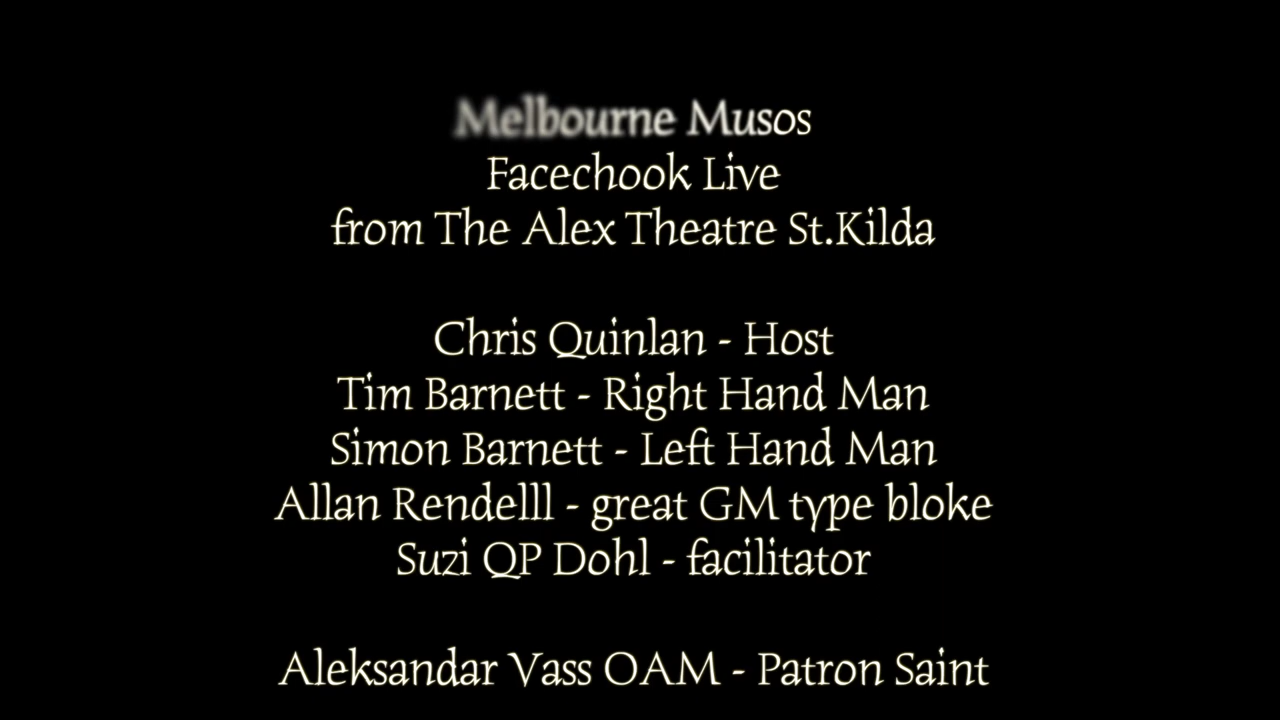 Melbourne Musos
Facechook Live
from The Alex Theatre St.Kilda
Chris Quinlan - Host
Tim Barnett - Right Hand Man
Simon Barnett - Left Hand Man
Allan Rendelll - great GM type bloke
Suzi QP Dohl - facilitator
Aleksandar Vass OAM - Patron Saint